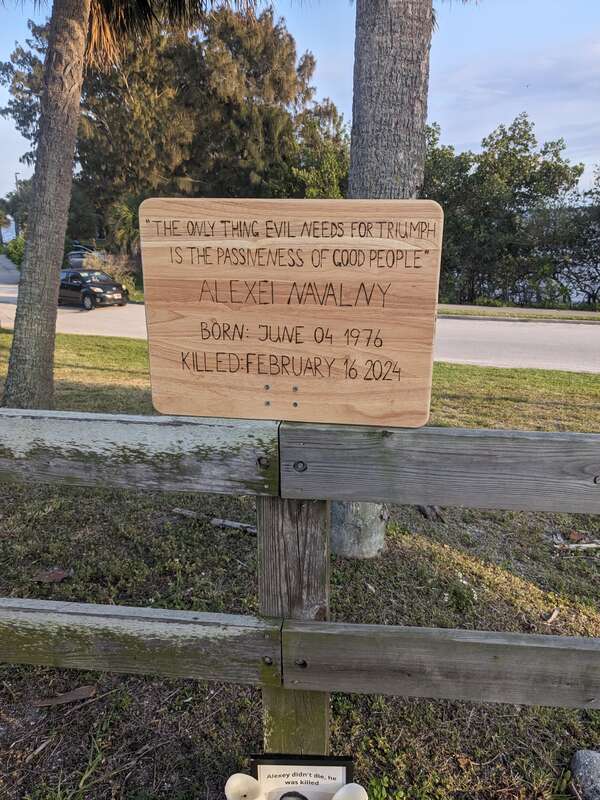 "THE ONLY THING EVIL NEEDS FOR TRIUMPH
IS THE PASSIVENESS OF GOOD PEOPLE"
ALEXEI NAVALNY
BORN: JUNE 04 1976
KILLED:FEBRUARY 16 2024
Alexey didn't die, he
was killed